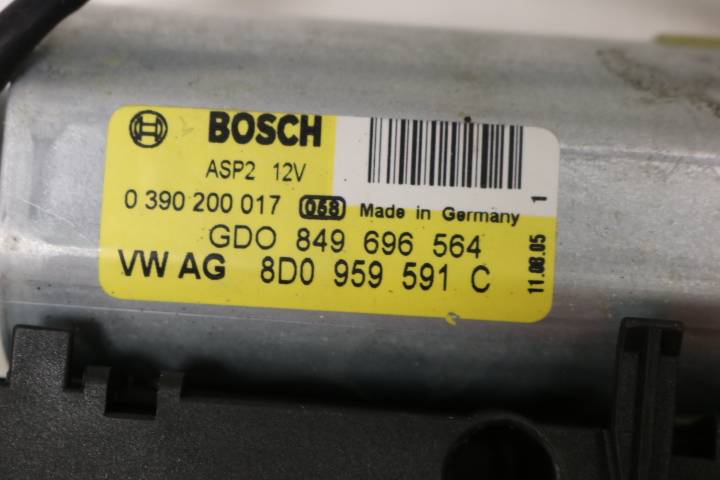 BOSCH
ASP2 12V
0 390 200 017 068 Made in Germany
GDO 849 696 564
VW AG 8D0 959 591 C
11.08.05 1